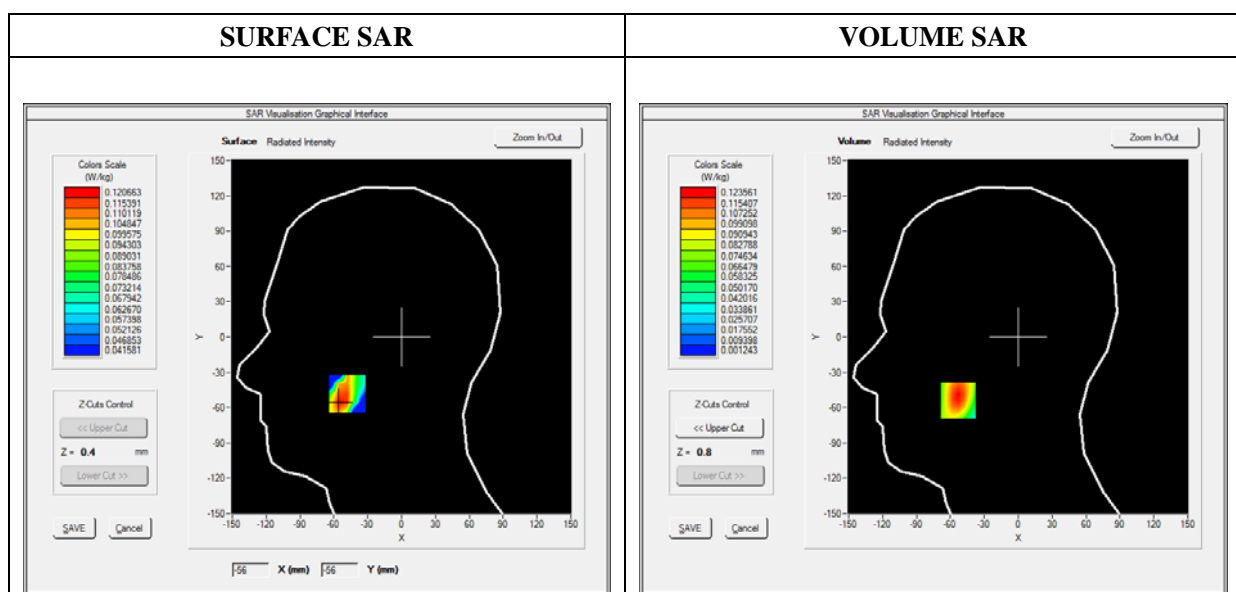 SURFACE SAR
VOLUME SAR
SAR Visualisation Graphical Interface
Surface Radiated Intensity
Zoom In/Out
Colors Scale
(W/kg)
0.120663
0.115391
0.110119
0.104847
0.099575
0.094303
0.089031
0.083758
0.078486
0.073214
0.067942
0.062670
0.057398
0.052126
0.046853
0.041581
Z-Cuts Control
<< Upper Cut
Z = 0.4 mm
Lower Cut >>
SAVE Cancel
150
120
90
60
30
0
-30
-60
-90
-120
-150
Y
-150 -120 -90 -60 -30 0 30 60 90 120 150
X
-56 X (mm) -56 Y (mm)
SAR Visualisation Graphical Interface
Volume Radiated Intensity
Zoom In/Out
Colors Scale
(W/kg)
0.123561
0.115407
0.107252
0.099098
0.090943
0.082788
0.074634
0.066479
0.058325
0.050170
0.042016
0.033861
0.025707
0.017552
0.009398
0.001243
Z-Cuts Control
<< Upper Cut
Z = 0.8 mm
Lower Cut >>
SAVE Cancel
150
120
90
60
30
0
-30
-60
-90
-120
-150
Y
-150 -120 -90 -60 -30 0 30 60 90 120 150
X